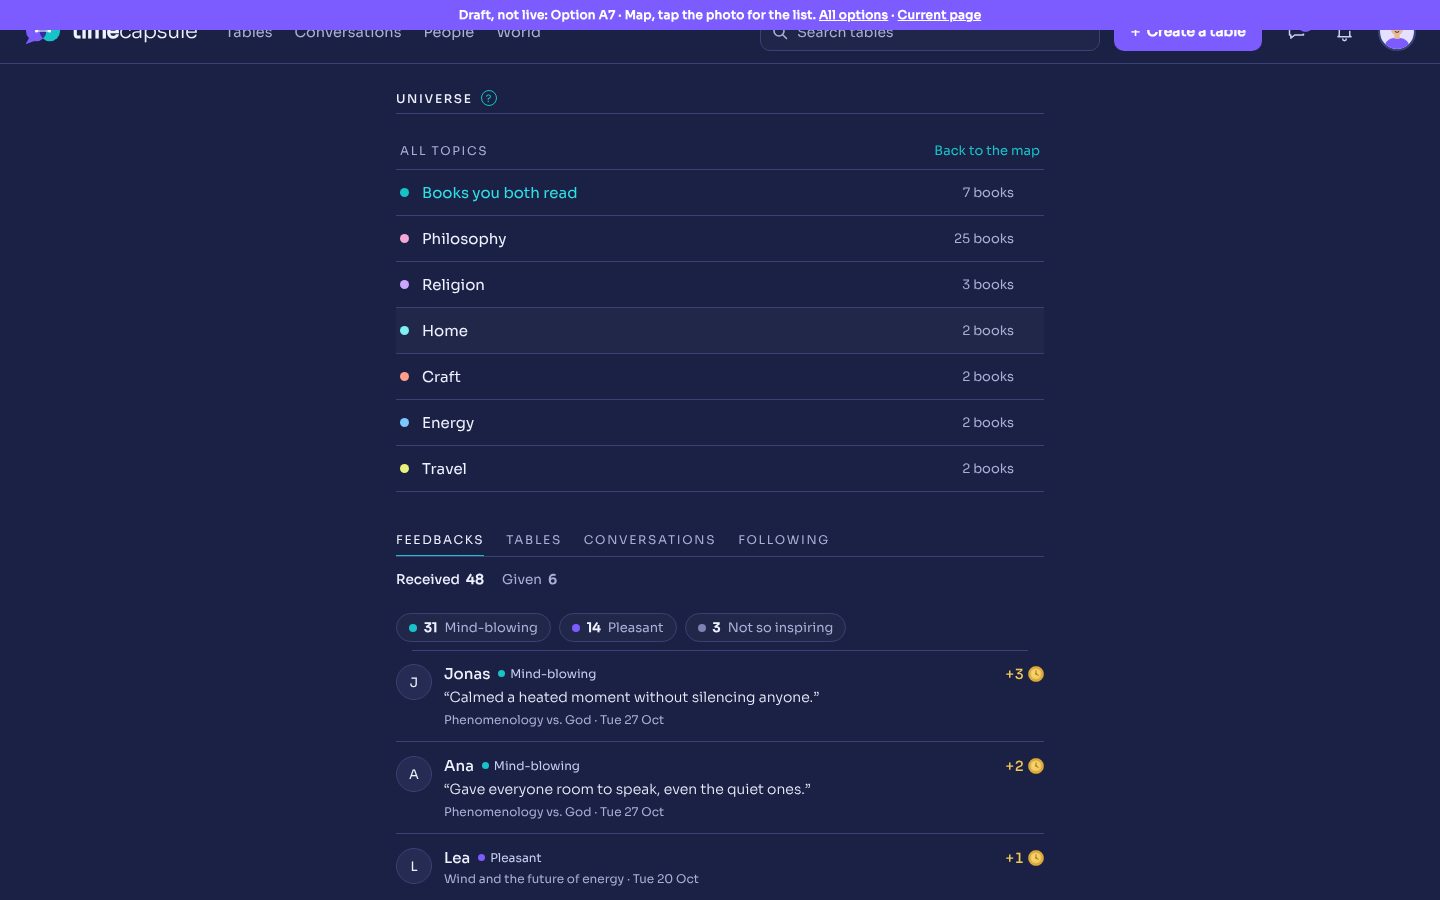 Draft, not live: Option A7 · Map, tap the photo for the list. All options · Current page
timecapsule Tables Conversations People World Search tables + Create a table
UNIVERSE ?
ALL TOPICS Back to the map
Books you both read 7 books
Philosophy 25 books
Religion 3 books
Home 2 books
Craft 2 books
Energy 2 books
Travel 2 books
FEEDBACKS TABLES CONVERSATIONS FOLLOWING
Received 48 Given 6
31 Mind-blowing 14 Pleasant 3 Not so inspiring
J Jonas Mind-blowing +3
“Calmed a heated moment without silencing anyone.”
Phenomenology vs. God · Tue 27 Oct
A Ana Mind-blowing +2
“Gave everyone room to speak, even the quiet ones.”
Phenomenology vs. God · Tue 27 Oct
L Lea Pleasant +1
Wind and the future of energy · Tue 20 Oct